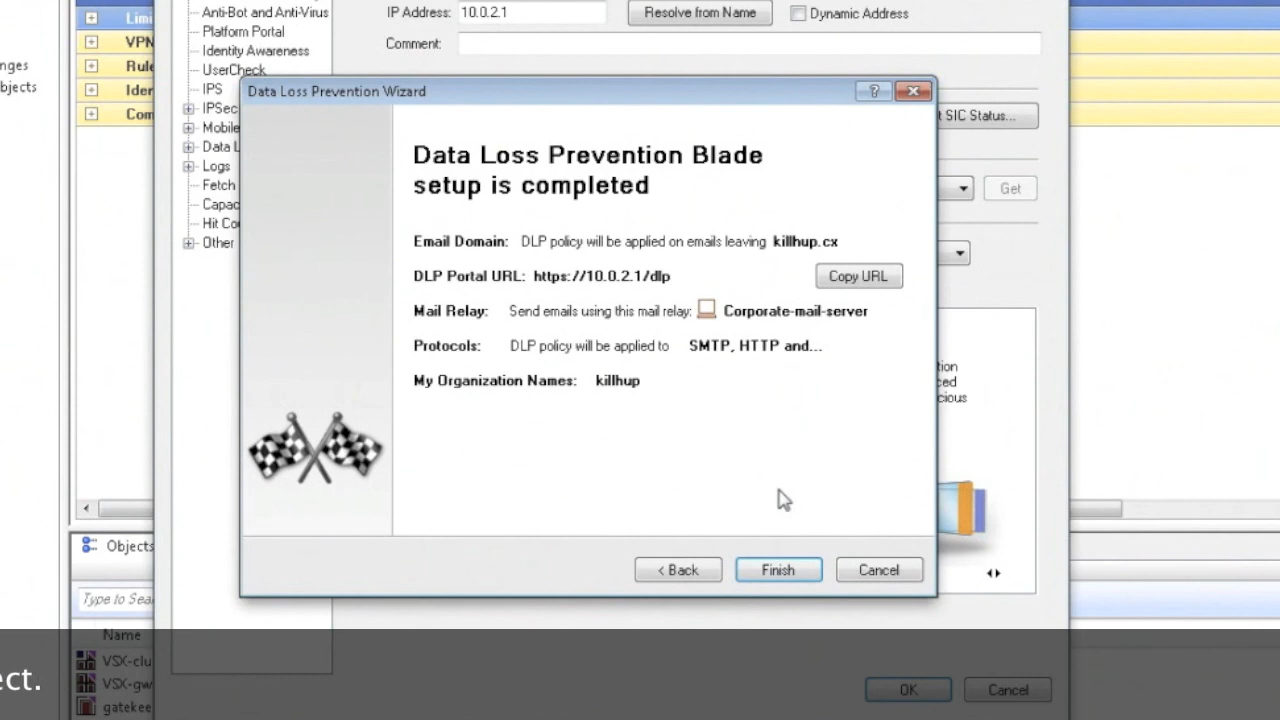 Anti-Bot and Anti-Virus
Platform Portal
Identity Awareness
UserCheck
IPS
IPSec
Mobile
Data L
Logs
Fetch
Capac
Hit Co
Other
IP Address: 10.0.2.1 Resolve from Name Dynamic Address
Comment:
Limi
VPN
Rule
Iden
Com
nges
bjects
t SIC Status...
Get
Data Loss Prevention Wizard
?
Data Loss Prevention Blade
setup is completed
Email Domain: DLP policy will be applied on emails leaving killhup.cx
DLP Portal URL: https://10.0.2.1/dlp Copy URL
Mail Relay: Send emails using this mail relay: Corporate-mail-server
Protocols: DLP policy will be applied to SMTP, HTTP and...
My Organization Names: killhup
< Back Finish Cancel
tion
ced
cious
Objects
Type to Sea
Name
VSX-clu
VSX-gw
gatekee
ect.
OK Cancel